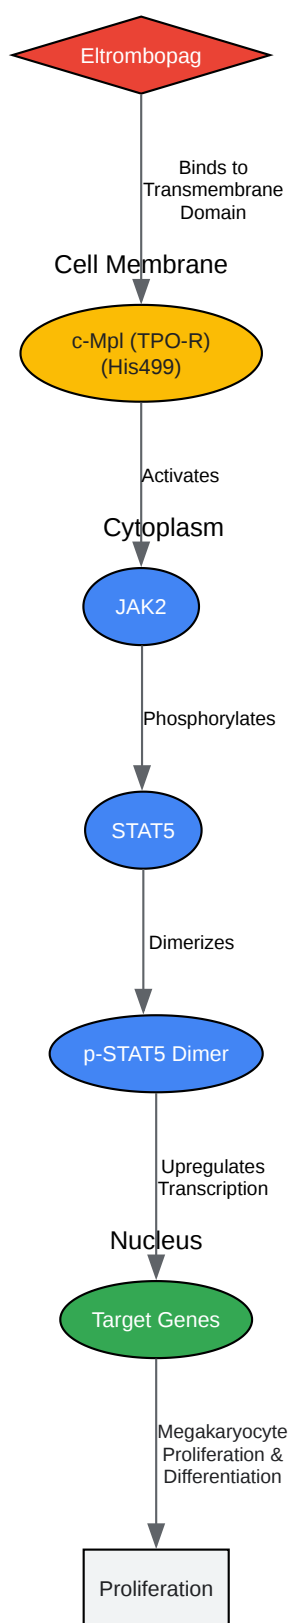 Eltrombopag
Binds to
Transmembrane
Domain
Cell Membrane
c-Mpl (TPO-R)
(His499)
Activates
Cytoplasm
JAK2
Phosphorylates
STAT5
Dimerizes
p-STAT5 Dimer
Upregulates
Transcription
Nucleus
Target Genes
Megakaryocyte
Proliferation &
Differentiation
Proliferation